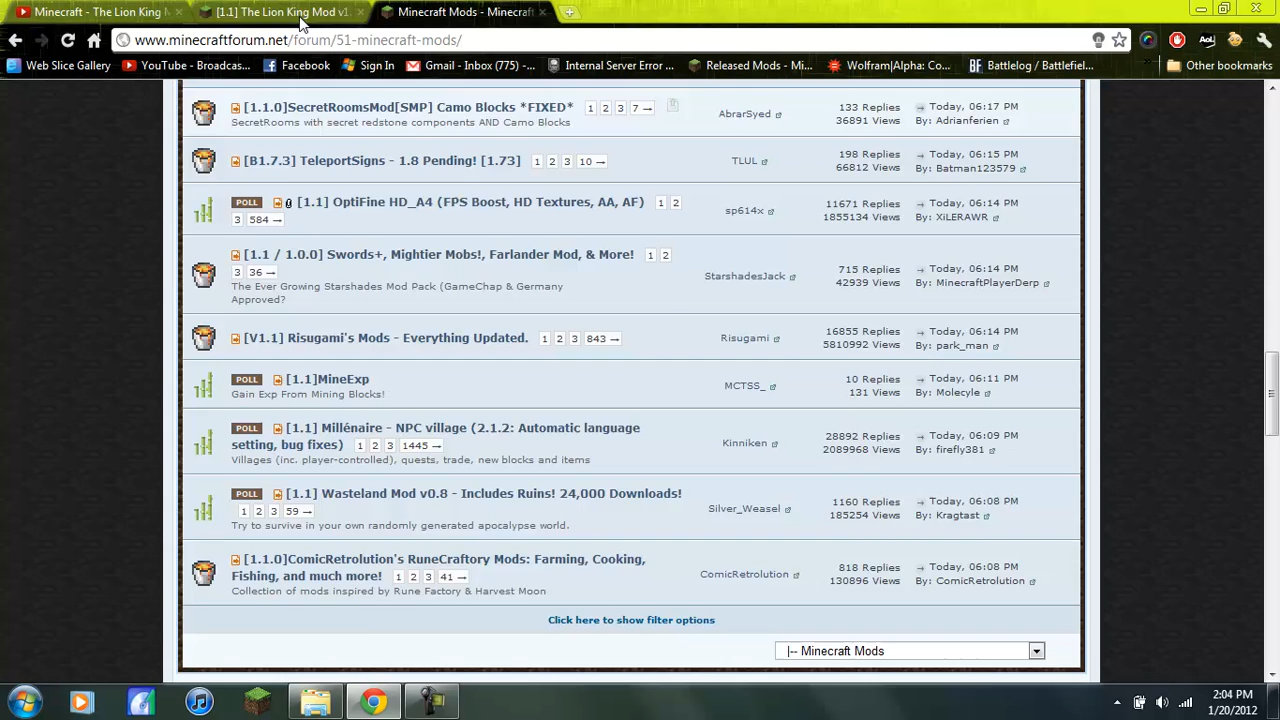 Minecraft - The Lion King M
[1.1] The Lion King Mod v1.
Minecraft Mods - Minecraft
www.minecraftforum.net/forum/51-minecraft-mods/
Web Slice Gallery
YouTube - Broadcas...
Facebook
Sign In
Gmail - Inbox (775) -...
Internal Server Error ...
Released Mods - Mi...
Wolfram|Alpha: Co...
Battlelog / Battlefiel...
Other bookmarks
[1.1.0]SecretRoomsMod[SMP] Camo Blocks *FIXED* 1 2 3 7 →
SecretRooms with secret redstone components AND Camo Blocks
AbrarSyed
133 Replies
36891 Views
Today, 06:17 PM
By: Adrianferien
[B1.7.3] TeleportSigns - 1.8 Pending! [1.73] 1 2 3 10 →
TLUL
198 Replies
66812 Views
Today, 06:15 PM
By: Batman123579
POLL [1.1] OptiFine HD_A4 (FPS Boost, HD Textures, AA, AF) 1 2
3 584 →
sp614x
11671 Replies
1855134 Views
Today, 06:14 PM
By: XiLERAWR
[1.1 / 1.0.0] Swords+, Mightier Mobs!, Farlander Mod, & More! 1 2
3 36 →
The Ever Growing Starshades Mod Pack (GameChap & Germany
Approved?
StarshadesJack
715 Replies
42939 Views
Today, 06:14 PM
By: MinecraftPlayerDerp
[V1.1] Risugami's Mods - Everything Updated. 1 2 3 843 →
Risugami
16855 Replies
5810992 Views
Today, 06:14 PM
By: park_man
POLL [1.1]MineExp
Gain Exp From Mining Blocks!
MCTSS_
10 Replies
131 Views
Today, 06:11 PM
By: Molecyle
POLL [1.1] Millénaire - NPC village (2.1.2: Automatic language
setting, bug fixes) 1 2 3 1445 →
Villages (inc. player-controlled), quests, trade, new blocks and items
Kinniken
28892 Replies
2089968 Views
Today, 06:09 PM
By: firefly381
POLL [1.1] Wasteland Mod v0.8 - Includes Ruins! 24,000 Downloads!
1 2 3 59 →
Try to survive in your own randomly generated apocalypse world.
Silver_Weasel
1160 Replies
185254 Views
Today, 06:08 PM
By: Kragtast
[1.1.0]ComicRetrolution's RuneCraftory Mods: Farming, Cooking,
Fishing, and much more! 1 2 3 41 →
Collection of mods inspired by Rune Factory & Harvest Moon
ComicRetrolution
818 Replies
130896 Views
Today, 06:08 PM
By: ComicRetrolution
Click here to show filter options
|-- Minecraft Mods
2:04 PM
1/20/2012